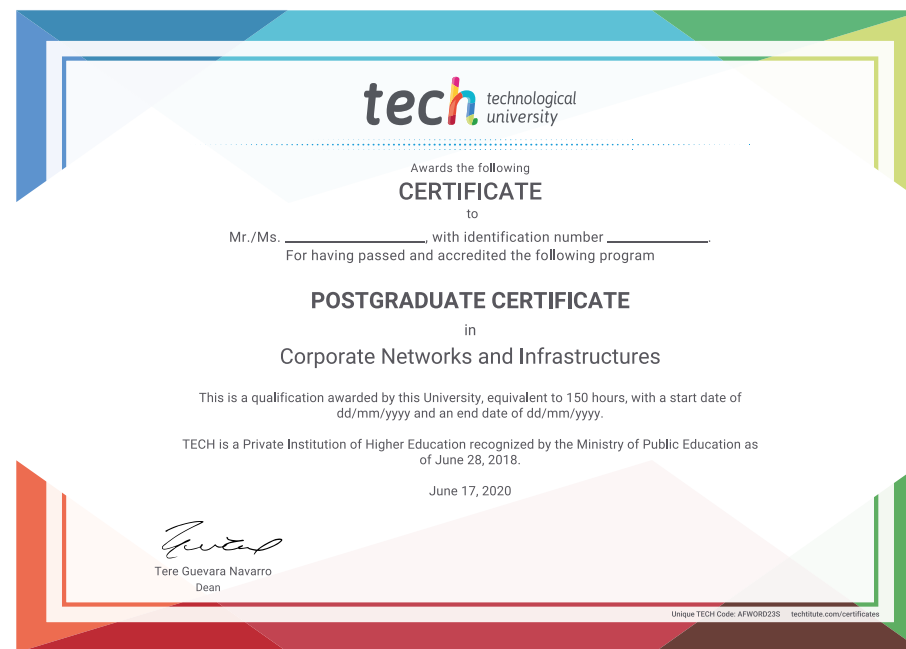 tech technological
university
Awards the following
CERTIFICATE
to
Mr./Ms. ____________________, with identification number ______________.
For having passed and accredited the following program
POSTGRADUATE CERTIFICATE
in
Corporate Networks and Infrastructures
This is a qualification awarded by this University, equivalent to 150 hours, with a start date of
dd/mm/yyyy and an end date of dd/mm/yyyy.
TECH is a Private Institution of Higher Education recognized by the Ministry of Public Education as
of June 28, 2018.
June 17, 2020
Tere Guevara Navarro
Dean
Unique TECH Code: AFWORD23S techtitute.com/certificates